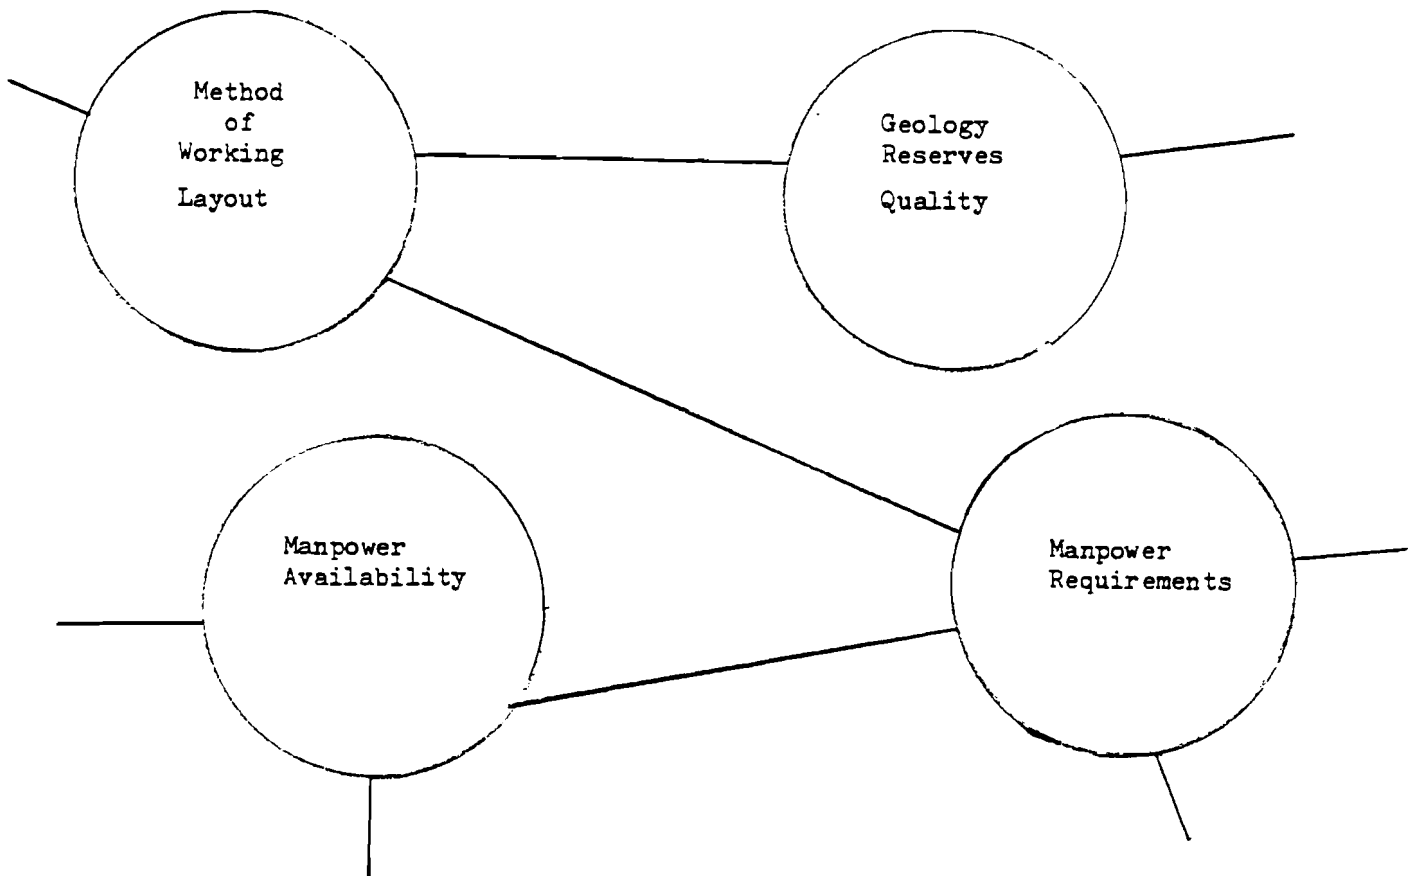 Method
of
Working
Layout
Geology
Reserves
Quality
Manpower
Availability
Manpower
Requirements